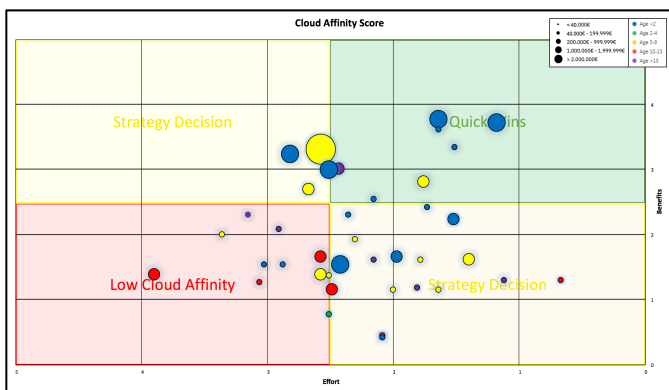 Cloud Affinity Score
< 40.000€
40.000€ - 199.999€
200.000€ - 999.999€
1.000.000€ - 1.999.999€
> 2.000.000€
Age <2
Age 2-4
Age 5-8
Age 10-15
Age >15
Strategy Decision
Quick Wins
Low Cloud Affinity
Strategy Decision
4
3
2
1
0
Benefits
5
4
3
2
1
0
Effort